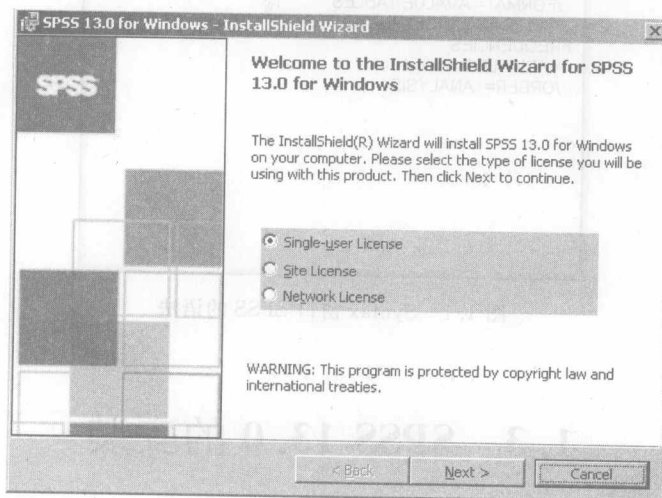 SPSS 13.0 for Windows - InstallShield Wizard
SPSS
Welcome to the InstallShield Wizard for SPSS
13.0 for Windows
The InstallShield(R) Wizard will install SPSS 13.0 for Windows
on your computer. Please select the type of license you will be
using with this product. Then click Next to continue.
Single-user License
Site License
Network License
WARNING: This program is protected by copyright law and
international treaties.
< Back
Next >
Cancel